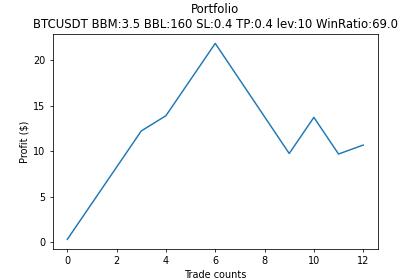 Portfolio
BTCUSDT BBM:3.5 BBL:160 SL:0.4 TP:0.4 lev:10 WinRatio:69.0
20
15
10
5
0
Profit ($)
0 2 4 6 8 10 12
Trade counts